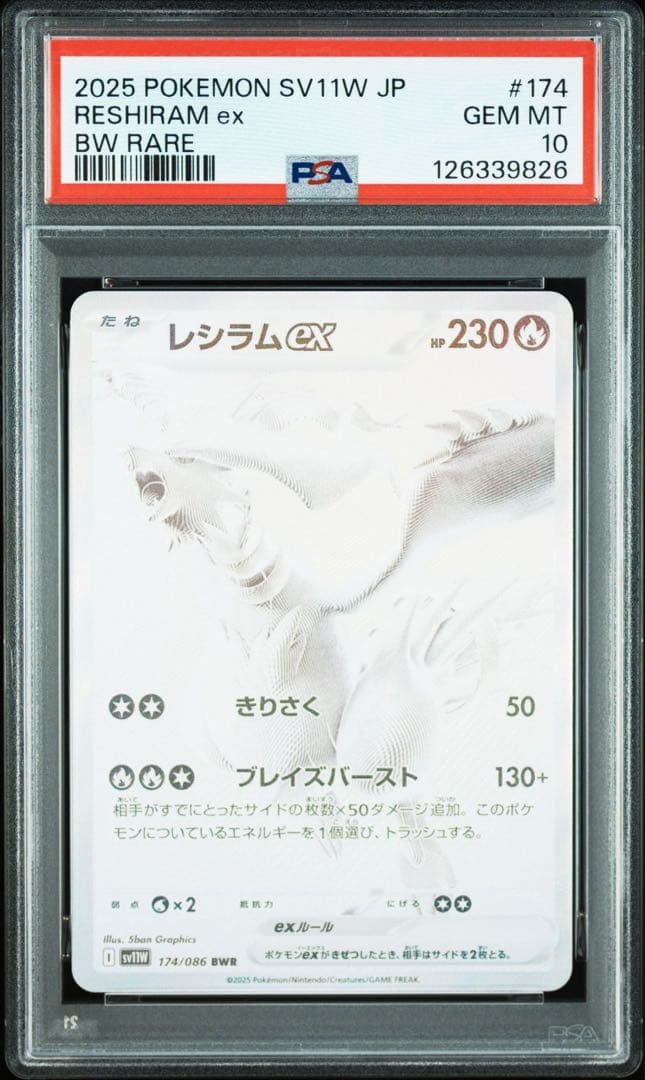 2025 POKEMON SV11W JP #174
RESHIRAM ex GEM MT
BW RARE 10
PSA 126339826
たね レシラムex HP230
きりさく 50
ブレイズバースト 130+
相手がすでにとったサイドの枚数×50ダメージ追加。このポケ
モンについているエネルギーを1個選び、トラッシュする。
弱点 ×2 抵抗力 にげる
exルール
ポケモンexがきぜつしたとき、相手はサイドを2枚とる。
Illus. 5ban Graphics
I SV11W 174/086 BWR
©2025 Pokémon/Nintendo/Creatures/GAME FREAK.
PSA